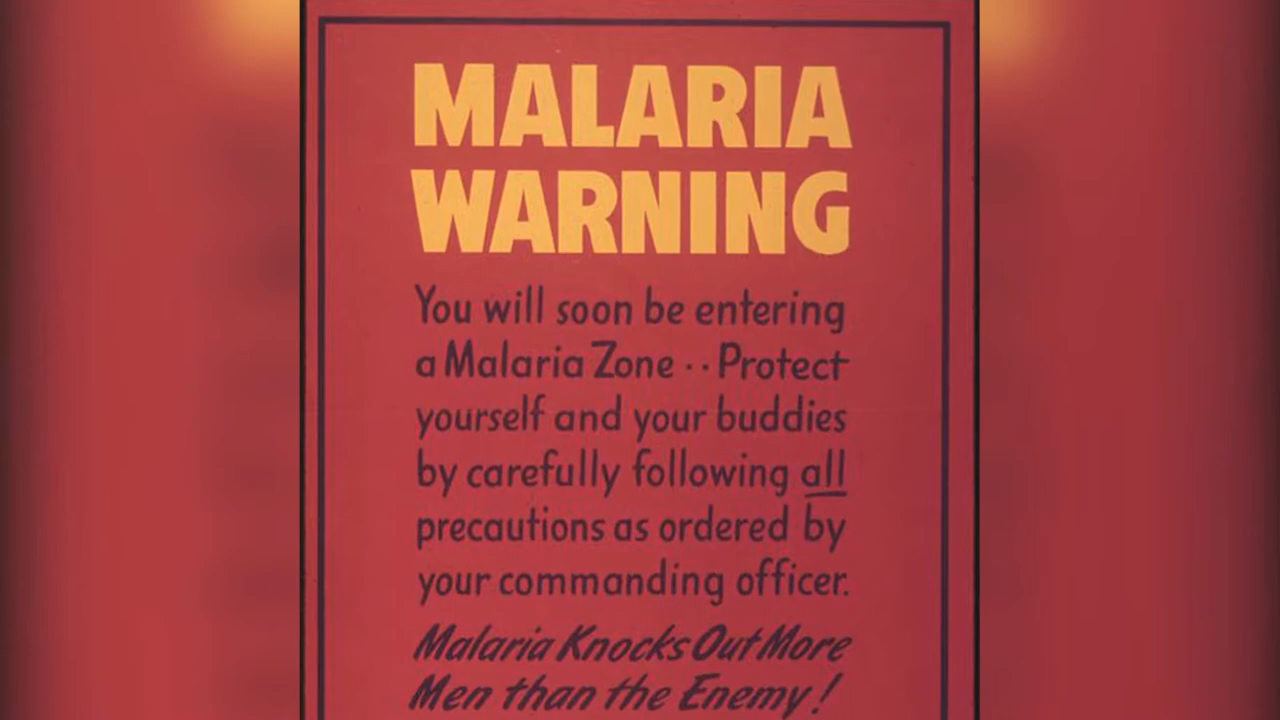 MALARIA
WARNING
You will soon be entering
a Malaria Zone ·· Protect
yourself and your buddies
by carefully following all
precautions as ordered by
your commanding officer.
Malaria Knocks Out More
Men than the Enemy!